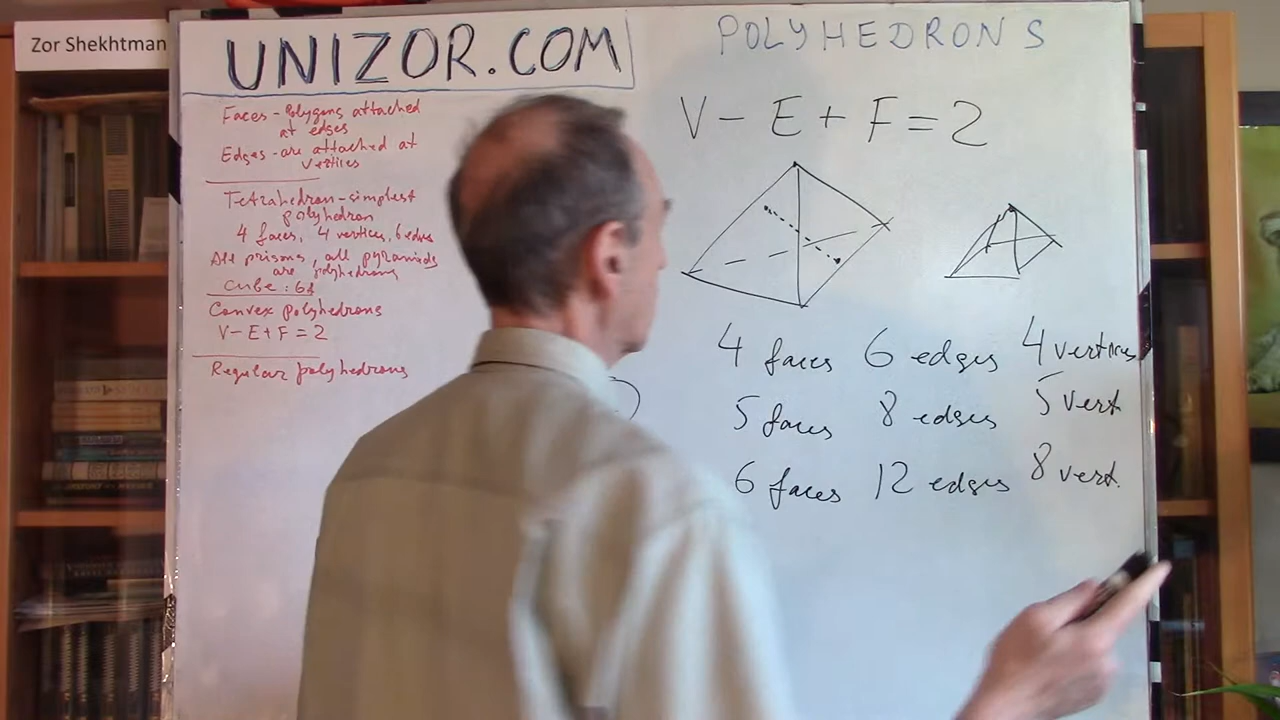 Zor Shekhtman
UNIZOR.COM
Faces - Polygons attached
at edges
Edges - are attached at
vertices
Tetrahedron - simplest
polyhedron
4 faces, 4 vertices, 6 edges
All prisms, all pyramids
are polyhedrons
Cube: 6
Convex polyhedrons
V - E + F = 2
Regular polyhedrons
POLYHEDRONS
V - E + F = 2
4 faces 6 edges 4 vertices
5 faces 8 edges 5 vert.
6 faces 12 edges 8 vert.